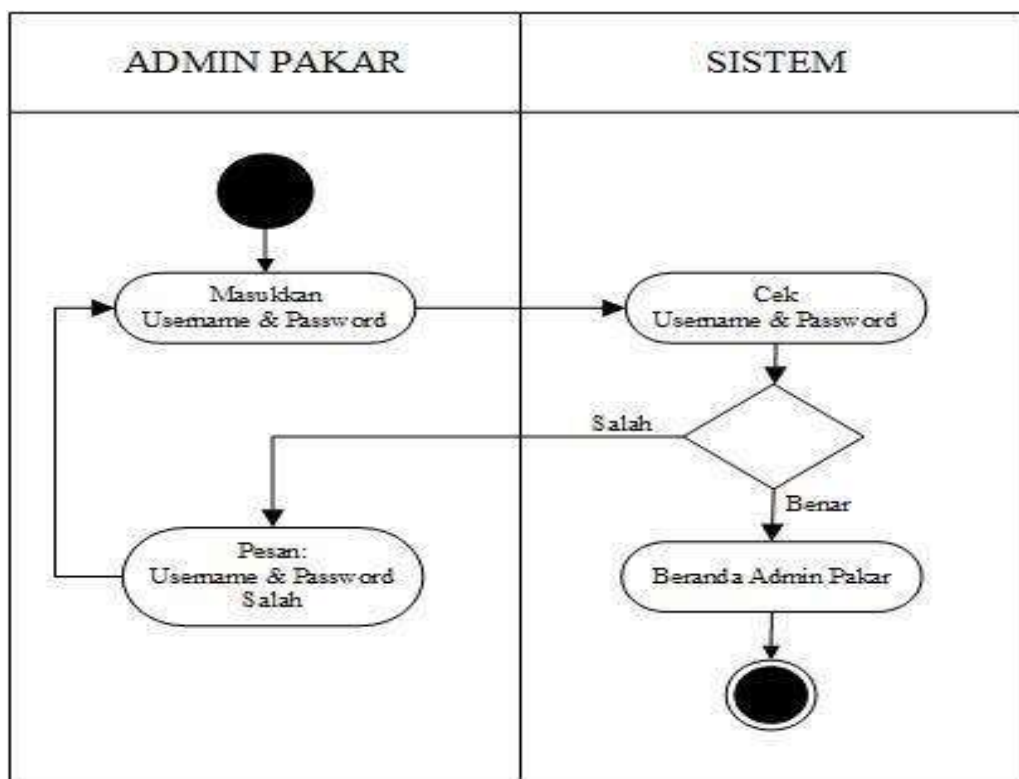 ADMIN PAKAR
SISTEM
Masukkan
Username & Password
Cek
Username & Password
Salah
Benar
Pesan:
Username & Password
Salah
Beranda Admin Pakar